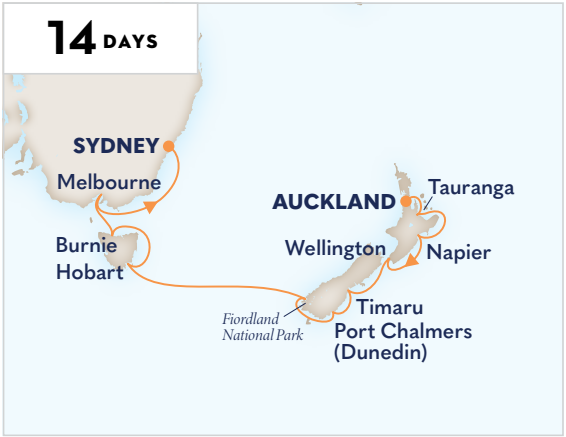 14 DAYS
SYDNEY
Melbourne
Burnie
Hobart
AUCKLAND
Tauranga
Wellington
Napier
Timaru
Port Chalmers
(Dunedin)
Fiordland
National Park